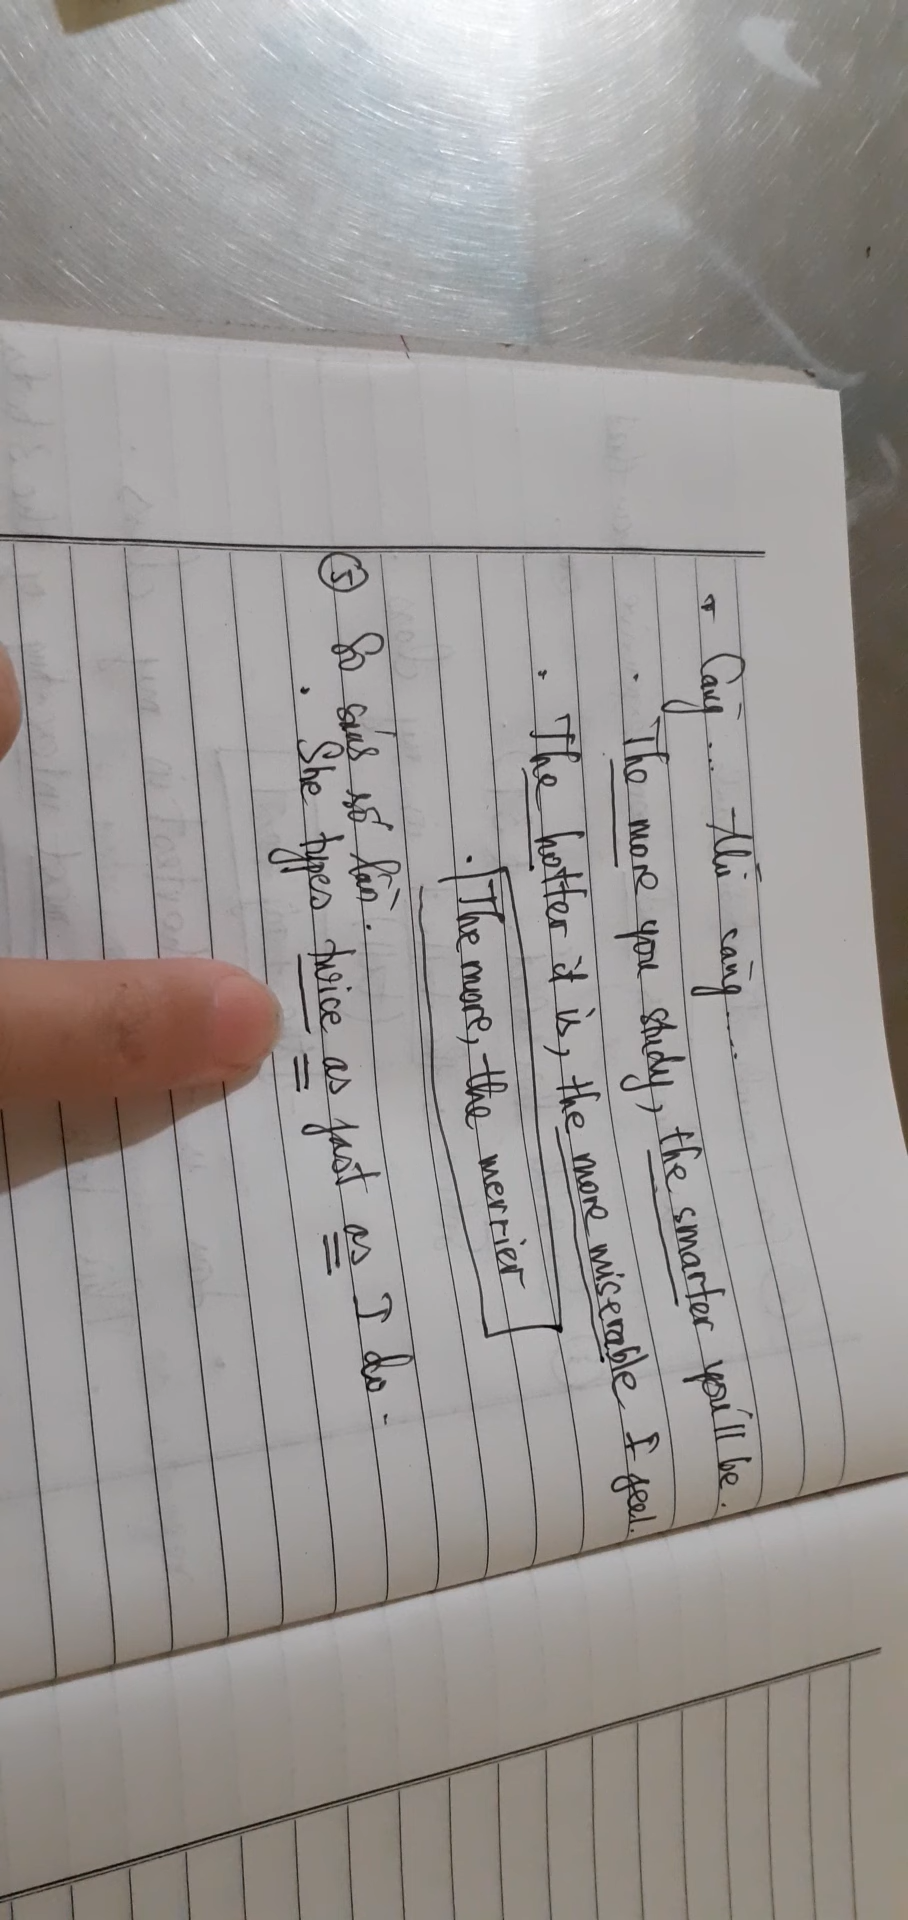 Càng ... thì càng ....
. The more you study, the smarter you'll be.
. The hotter it is, the more miserable I feel.
. The more, the merrier
⑤ So sánh số lần.
. She types twice as fast as I do.